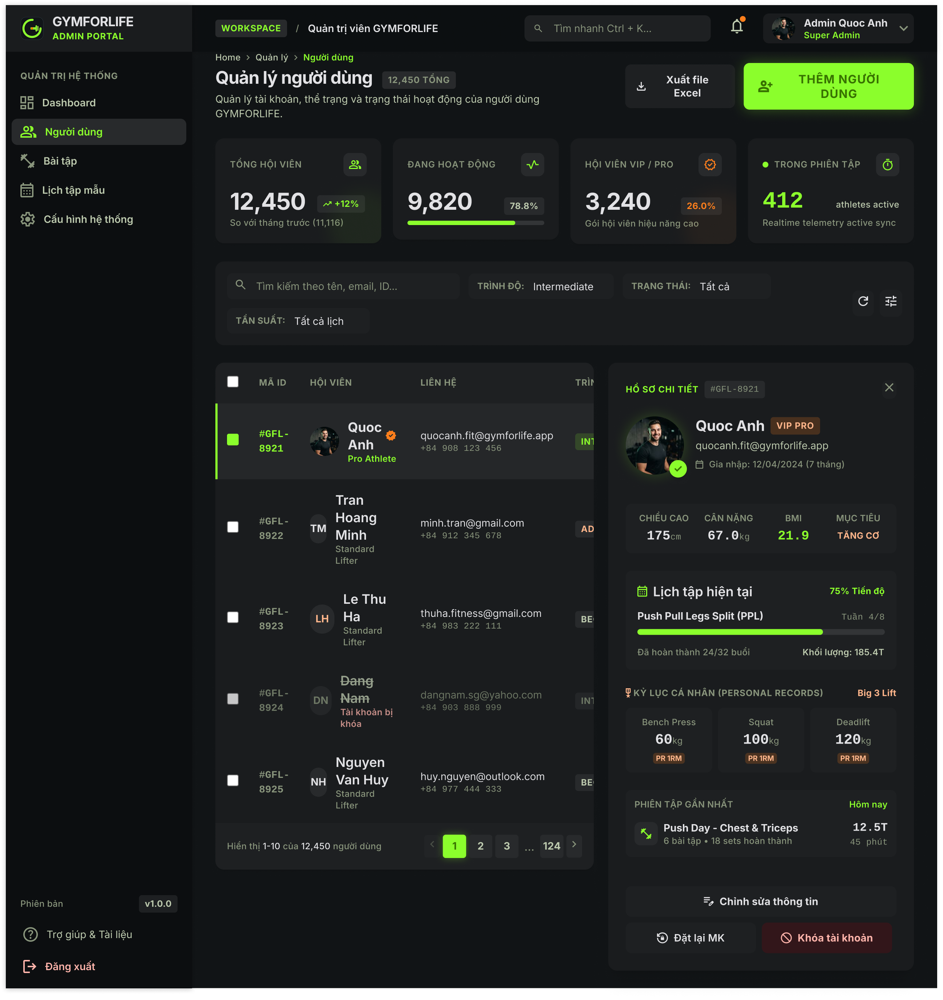 GYMFORLIFE
ADMIN PORTAL
WORKSPACE / Quản trị viên GYMFORLIFE
Tìm nhanh Ctrl + K...
Admin Quoc Anh
Super Admin
QUẢN TRỊ HỆ THỐNG
Dashboard
Người dùng
Bài tập
Lịch tập mẫu
Cấu hình hệ thống
Phiên bản v1.0.0
Trợ giúp & Tài liệu
Đăng xuất
Home > Quản lý > Người dùng
Quản lý người dùng 12,450 TỔNG
Quản lý tài khoản, thể trạng và trạng thái hoạt động của người dùng
GYMFORLIFE.
Xuất file
Excel
THÊM NGƯỜI
DÙNG
TỔNG HỘI VIÊN
12,450 +12%
So với tháng trước (11,116)
ĐANG HOẠT ĐỘNG
9,820 78.8%
HỘI VIÊN VIP / PRO
3,240 26.0%
Gói hội viên hiệu năng cao
TRONG PHIÊN TẬP
412 athletes active
Realtime telemetry active sync
Tìm kiếm theo tên, email, ID...
TRÌNH ĐỘ: Intermediate
TRẠNG THÁI: Tất cả
TẦN SUẤT: Tất cả lịch
MÃ ID HỘI VIÊN LIÊN HỆ TRÌN
#GFL-
8921
Quoc
Anh
Pro Athlete
quocanh.fit@gymforlife.app
+84 908 123 456
INT
#GFL-
8922
TM
Tran
Hoang
Minh
Standard
Lifter
minh.tran@gmail.com
+84 912 345 678
AD
#GFL-
8923
LH
Le Thu
Ha
Standard
Lifter
thuha.fitness@gmail.com
+84 983 222 111
BE
#GFL-
8924
DN
Dang
Nam
Tài khoản bị
khóa
dangnam.sg@yahoo.com
+84 903 888 999
INT
#GFL-
8925
NH
Nguyen
Van Huy
Standard
Lifter
huy.nguyen@outlook.com
+84 977 444 333
BE
Hiển thị 1-10 của 12,450 người dùng
1 2 3 ... 124
HỒ SƠ CHI TIẾT #GFL-8921
Quoc Anh VIP PRO
quocanh.fit@gymforlife.app
Gia nhập: 12/04/2024 (7 tháng)
CHIỀU CAO CÂN NẶNG BMI MỤC TIÊU
175cm 67.0kg 21.9 TĂNG CƠ
Lịch tập hiện tại 75% Tiến độ
Push Pull Legs Split (PPL) Tuần 4/8
Đã hoàn thành 24/32 buổi Khối lượng: 185.4T
KỶ LỤC CÁ NHÂN (PERSONAL RECORDS) Big 3 Lift
Bench Press Squat Deadlift
60kg 100kg 120kg
PR 1RM PR 1RM PR 1RM
PHIÊN TẬP GẦN NHẤT Hôm nay
Push Day - Chest & Triceps 12.5T
6 bài tập • 18 sets hoàn thành 45 phút
Chỉnh sửa thông tin
Đặt lại MK
Khóa tài khoản